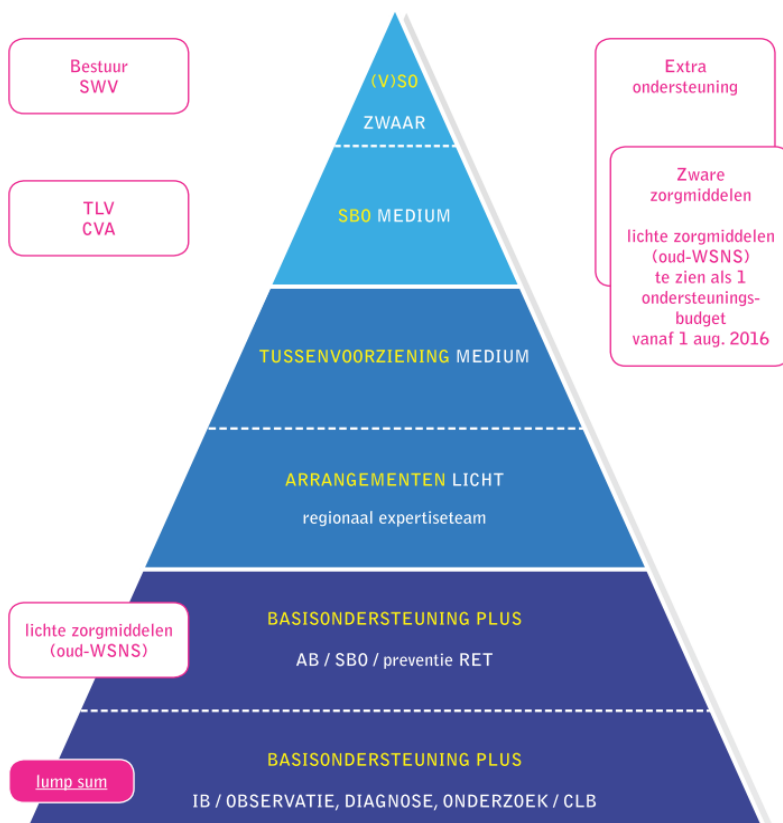 Bestuur
SWV
(V)SO
ZWAAR
Extra
ondersteuning
TLV
CVA
SBO MEDIUM
Zware
zorgmiddelen
lichte zorgmiddelen
(oud-WSNS)
te zien als 1
ondersteunings-
budget
vanaf 1 aug. 2016
TUSSENVOORZIENING MEDIUM
ARRANGEMENTEN LICHT
regionaal expertiseteam
lichte zorgmiddelen
(oud-WSNS)
BASISONDERSTEUNING PLUS
AB / SBO / preventie RET
lump sum
BASISONDERSTEUNING PLUS
IB / OBSERVATIE, DIAGNOSE, ONDERZOEK / CLB